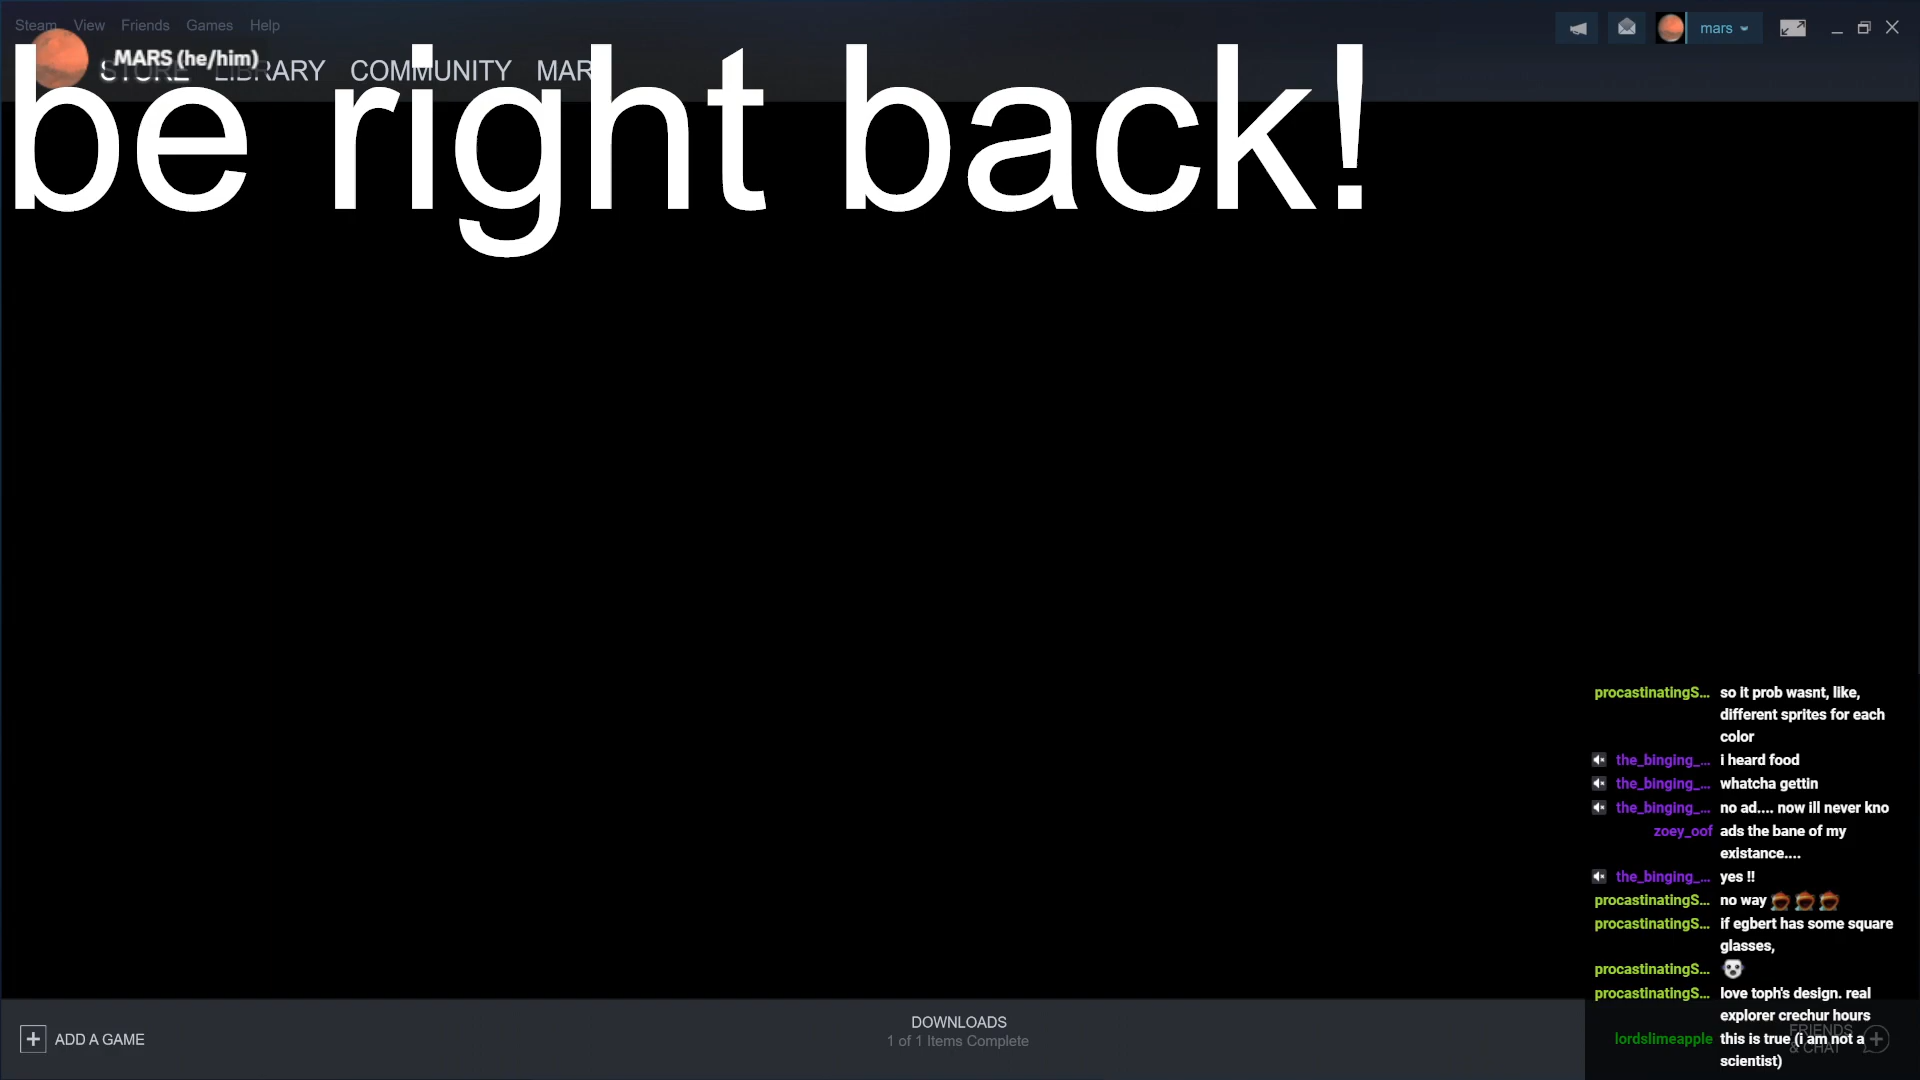 Steam View Friends Games Help
mars
MARS (he/him)
STORE LIBRARY COMMUNITY MAR
be right back!
procastinatingS... so it prob wasnt, like,
different sprites for each
color
the_binging_... i heard food
the_binging_... whatcha gettin
the_binging_... no ad.... now ill never kno
zoey_oof ads the bane of my
existance....
the_binging_... yes !!
procastinatingS... no way
procastinatingS... if egbert has some square
glasses,
procastinatingS...
procastinatingS... love toph's design. real
explorer crechur hours
lordslimeapple this is true (i am not a
scientist)
FRIENDS
& CHAT
ADD A GAME
DOWNLOADS
1 of 1 Items Complete